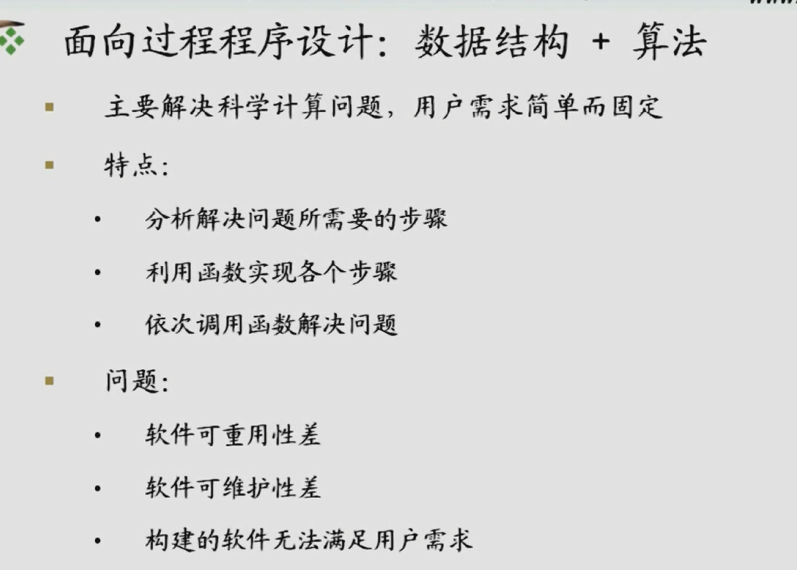 面向过程程序设计：数据结构 + 算法
主要解决科学计算问题，用户需求简单而固定
特点：
分析解决问题所需要的步骤
利用函数实现各个步骤
依次调用函数解决问题
问题：
软件可重用性差
软件可维护性差
构建的软件无法满足用户需求